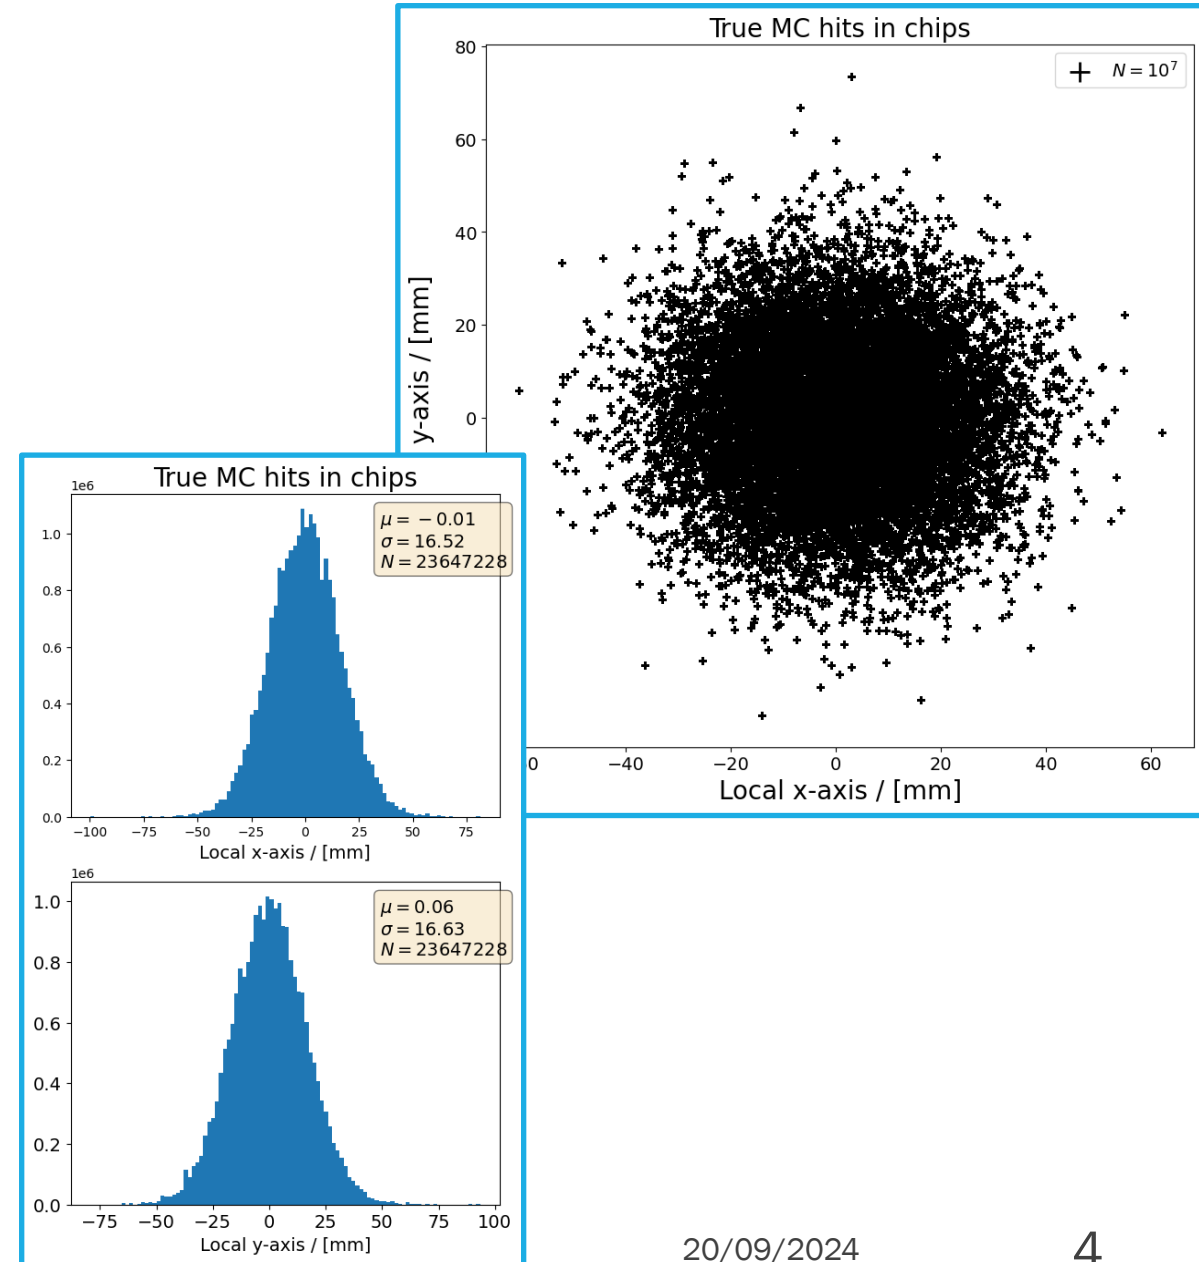 True MC hits in chips
80
60
40
20
0
y-axis / [mm]
N = 10⁷
0
−40
−20
0
20
40
60
Local x-axis / [mm]
True MC hits in chips
1e6
1.0
0.8
0.6
0.4
0.2
0.0
μ = −0.01
σ = 16.52
N = 23647228
−100
−75
−50
−25
0
25
50
75
Local x-axis / [mm]
1e6
1.0
0.8
0.6
0.4
0.2
0.0
μ = 0.06
σ = 16.63
N = 23647228
−75
−50
−25
0
25
50
75
100
Local y-axis / [mm]
20/09/2024
4